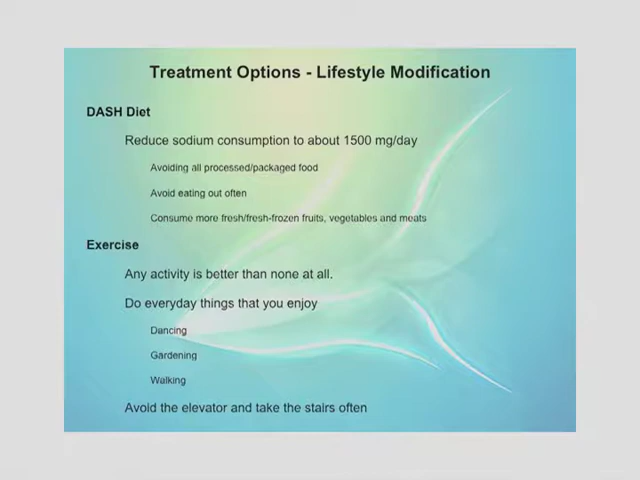 Treatment Options - Lifestyle Modification
DASH Diet
Reduce sodium consumption to about 1500 mg/day
Avoiding all processed/packaged food
Avoid eating out often
Consume more fresh/fresh-frozen fruits, vegetables and meats
Exercise
Any activity is better than none at all.
Do everyday things that you enjoy
Dancing
Gardening
Walking
Avoid the elevator and take the stairs often